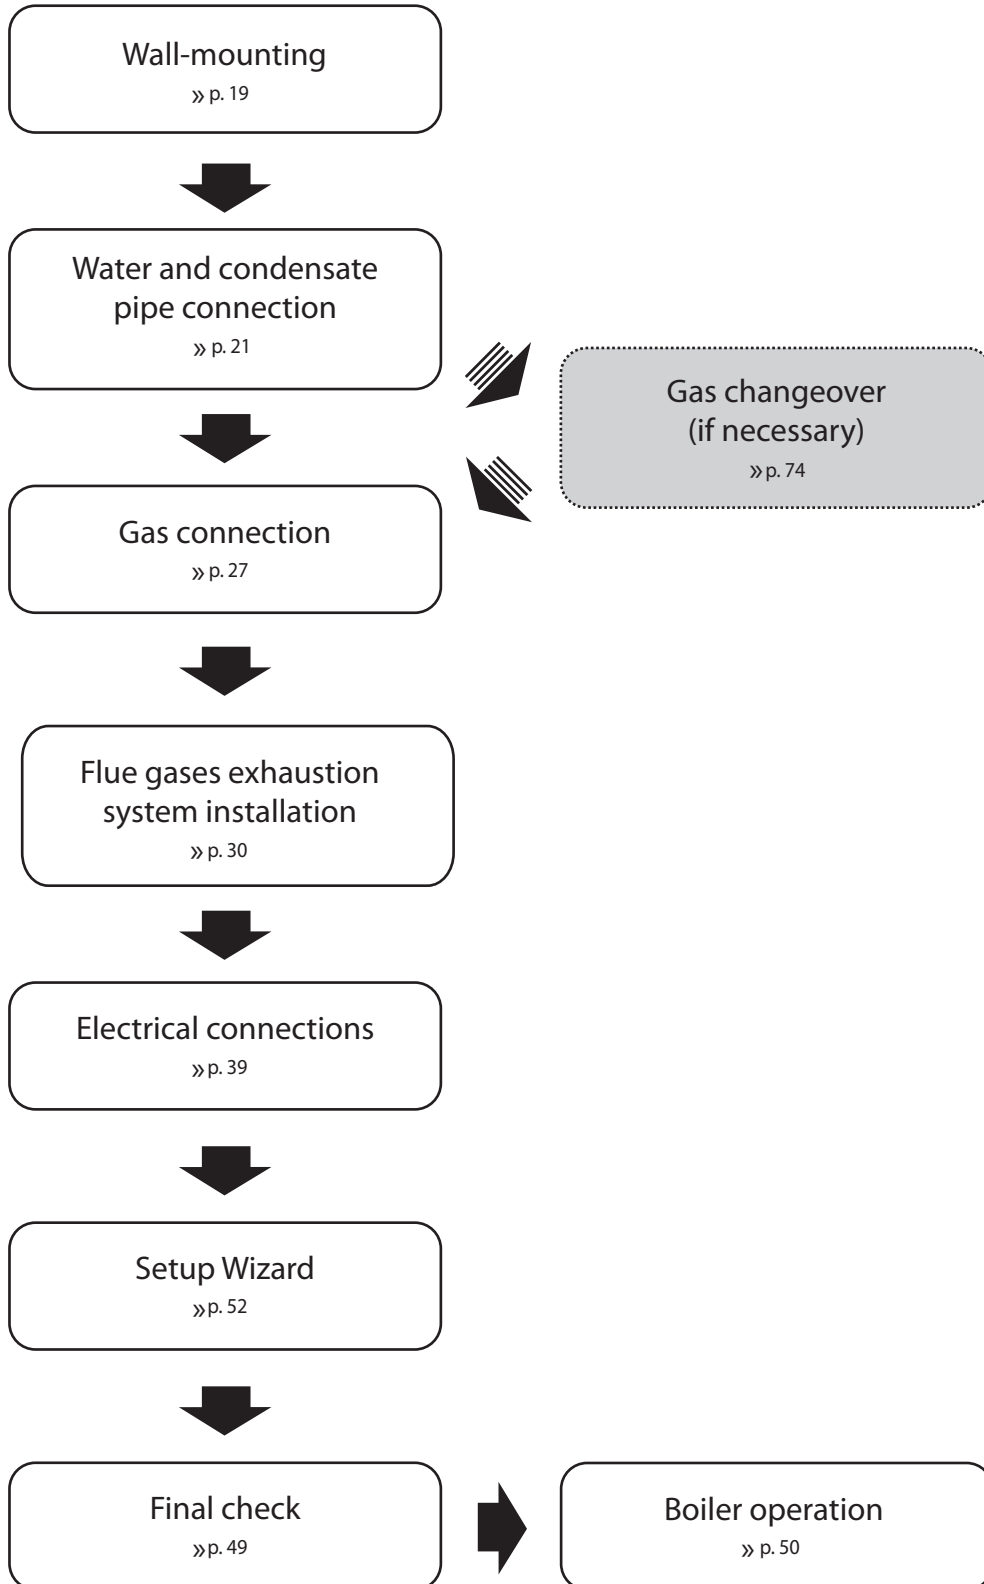 Wall-mounting
» p. 19
Water and condensate
pipe connection
» p. 21
Gas changeover
(if necessary)
» p. 74
Gas connection
» p. 27
Flue gases exhaustion
system installation
» p. 30
Electrical connections
» p. 39
Setup Wizard
» p. 52
Final check
» p. 49
Boiler operation
» p. 50